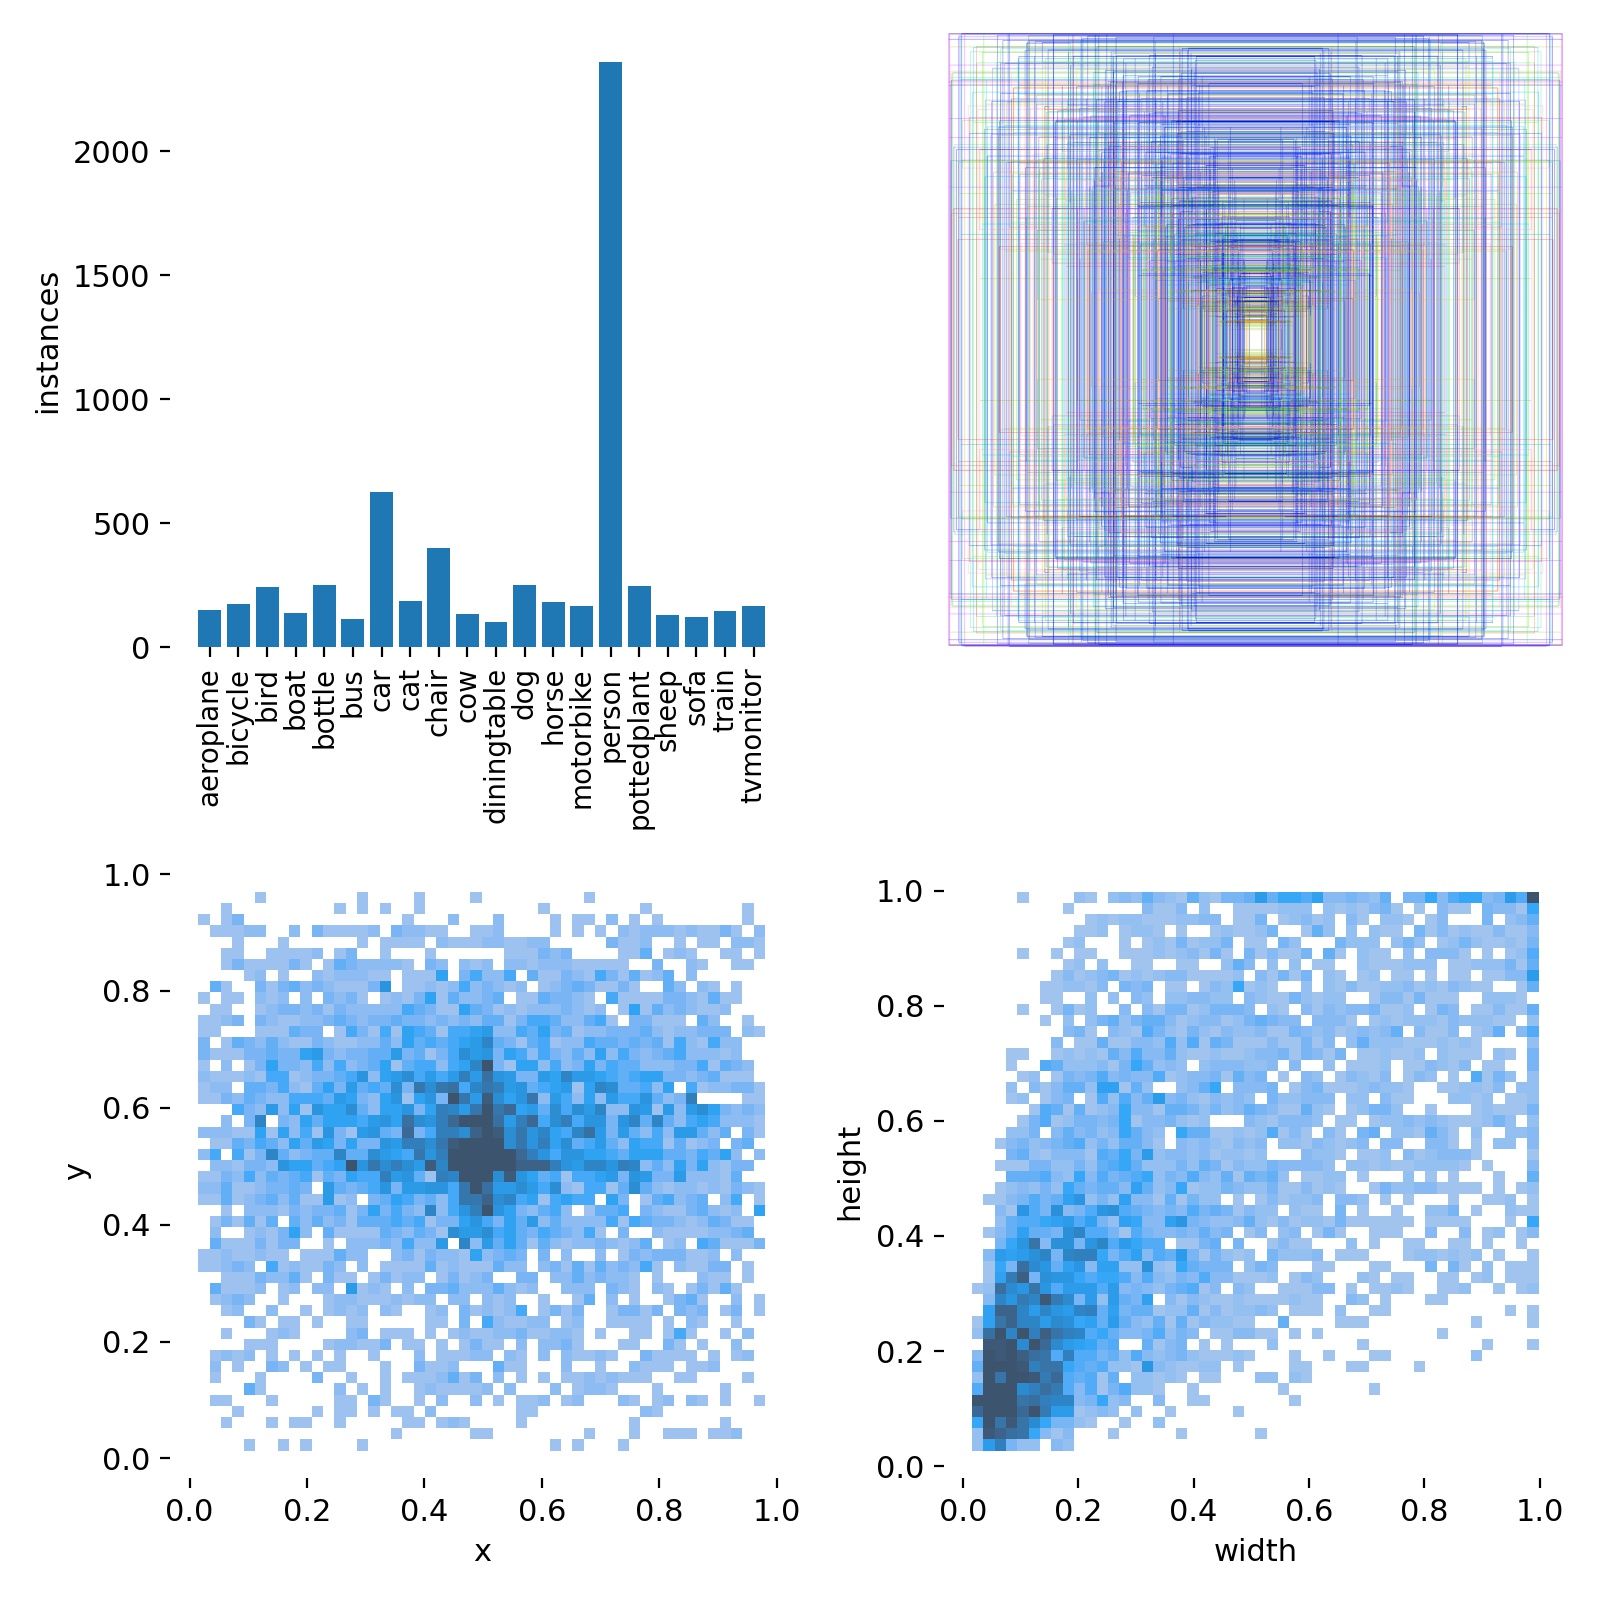 instances
2000
1500
1000
500
0
aeroplane
bicycle
bird
boat
bottle
bus
car
cat
chair
cow
diningtable
dog
horse
motorbike
person
pottedplant
sheep
sofa
train
tvmonitor
y
1.0
0.8
0.6
0.4
0.2
0.0
0.0 0.2 0.4 0.6 0.8 1.0
x
height
1.0
0.8
0.6
0.4
0.2
0.0
0.0 0.2 0.4 0.6 0.8 1.0
width